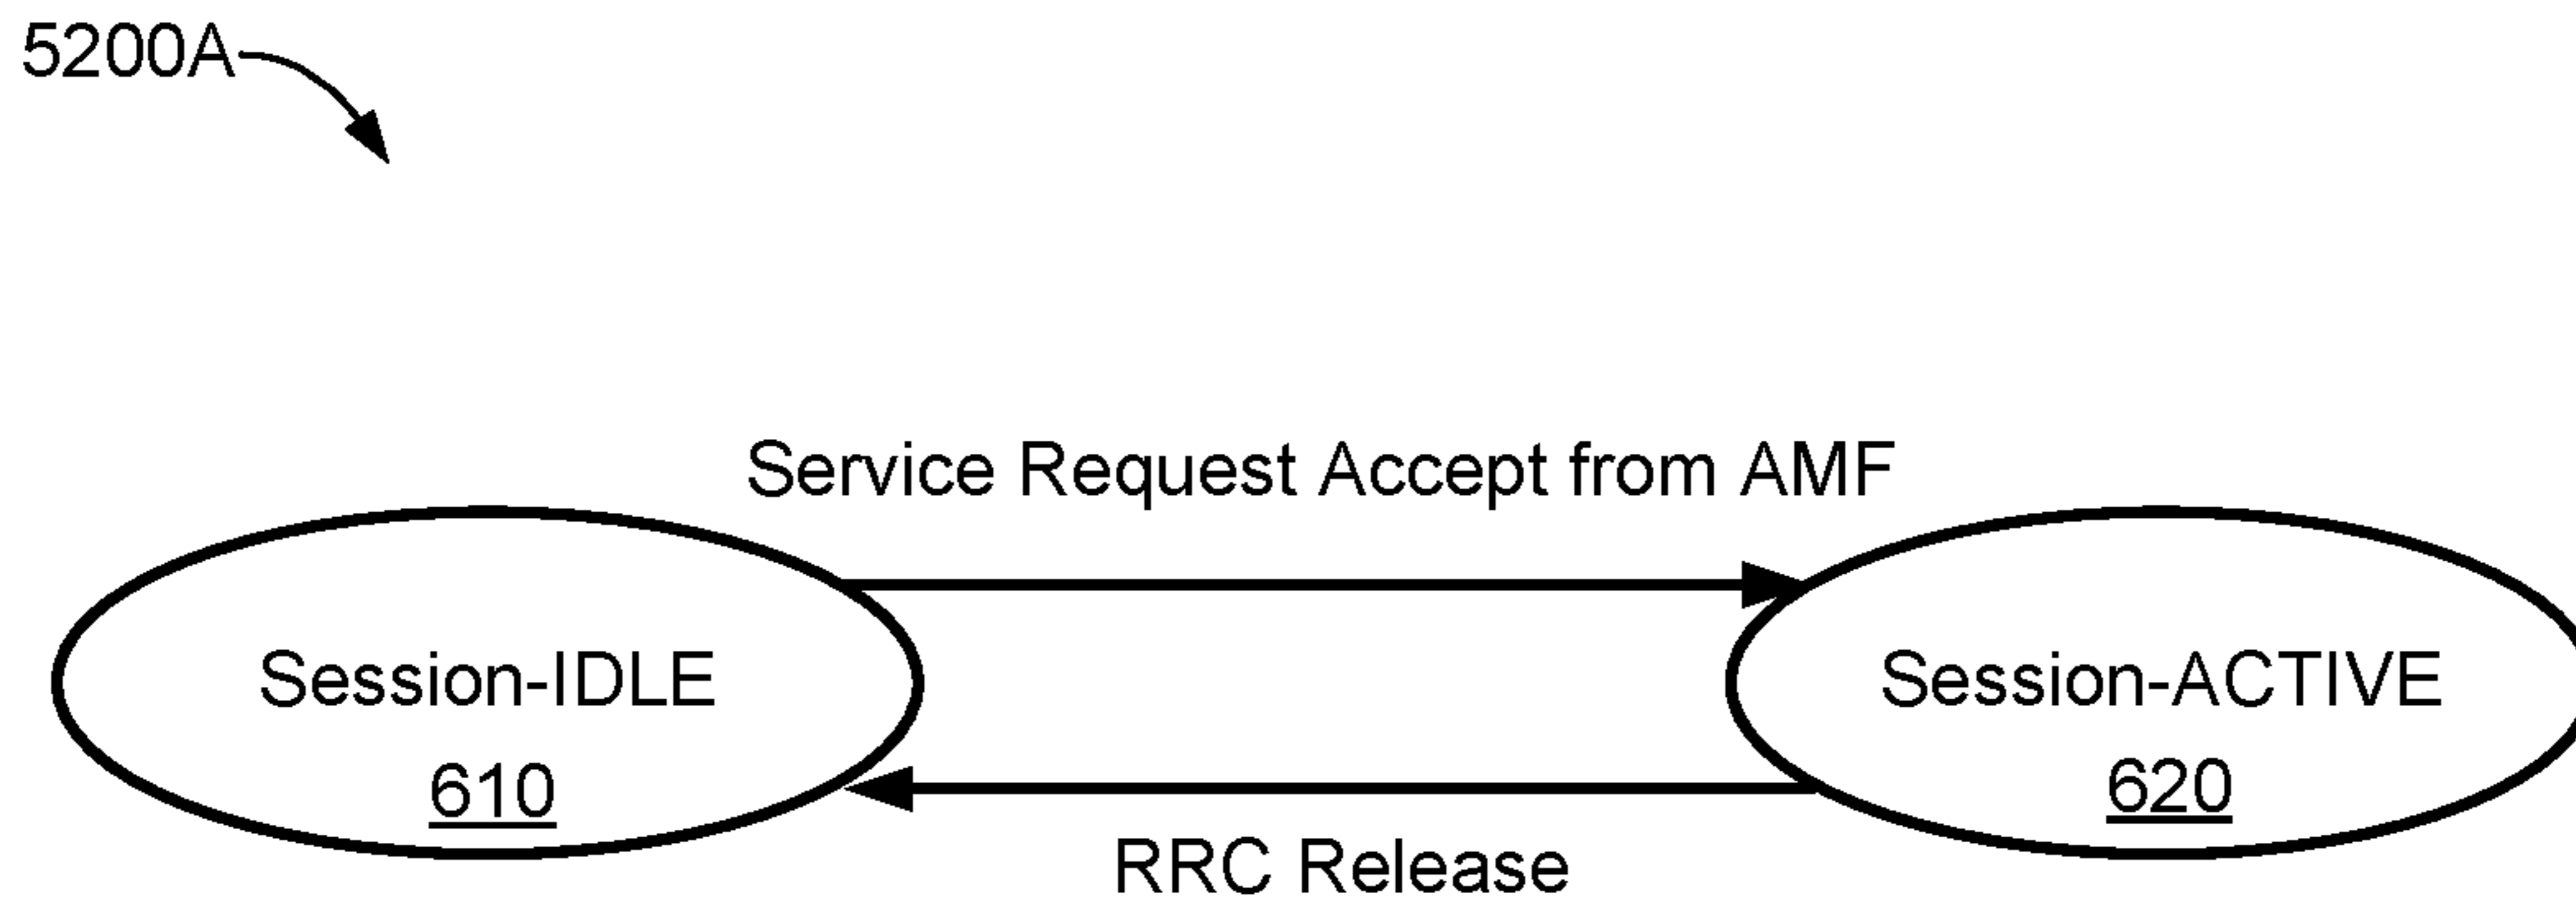 5200A
Service Request Accept from AMF
Session-IDLE
610
Session-ACTIVE
620
RRC Release